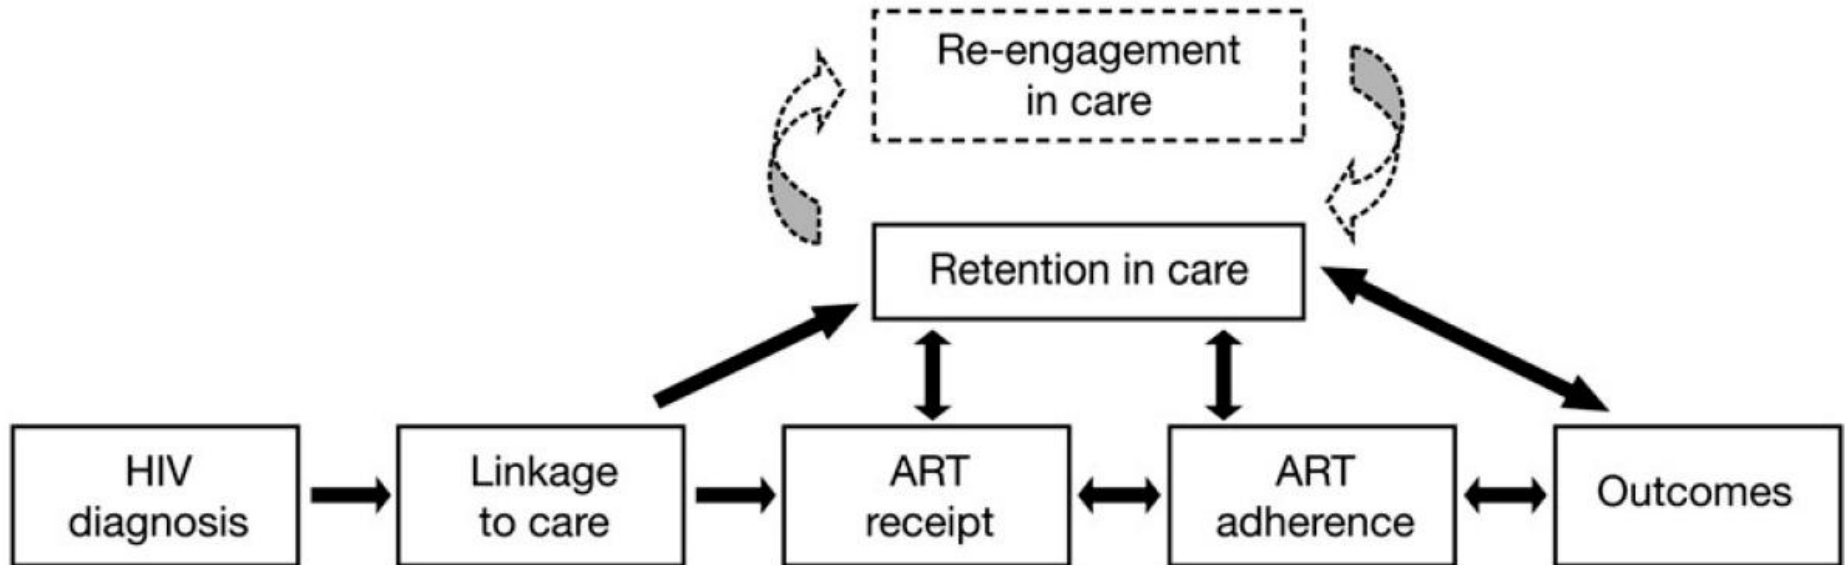 Re-engagement
in care
Retention in care
HIV
diagnosis
Linkage
to care
ART
receipt
ART
adherence
Outcomes